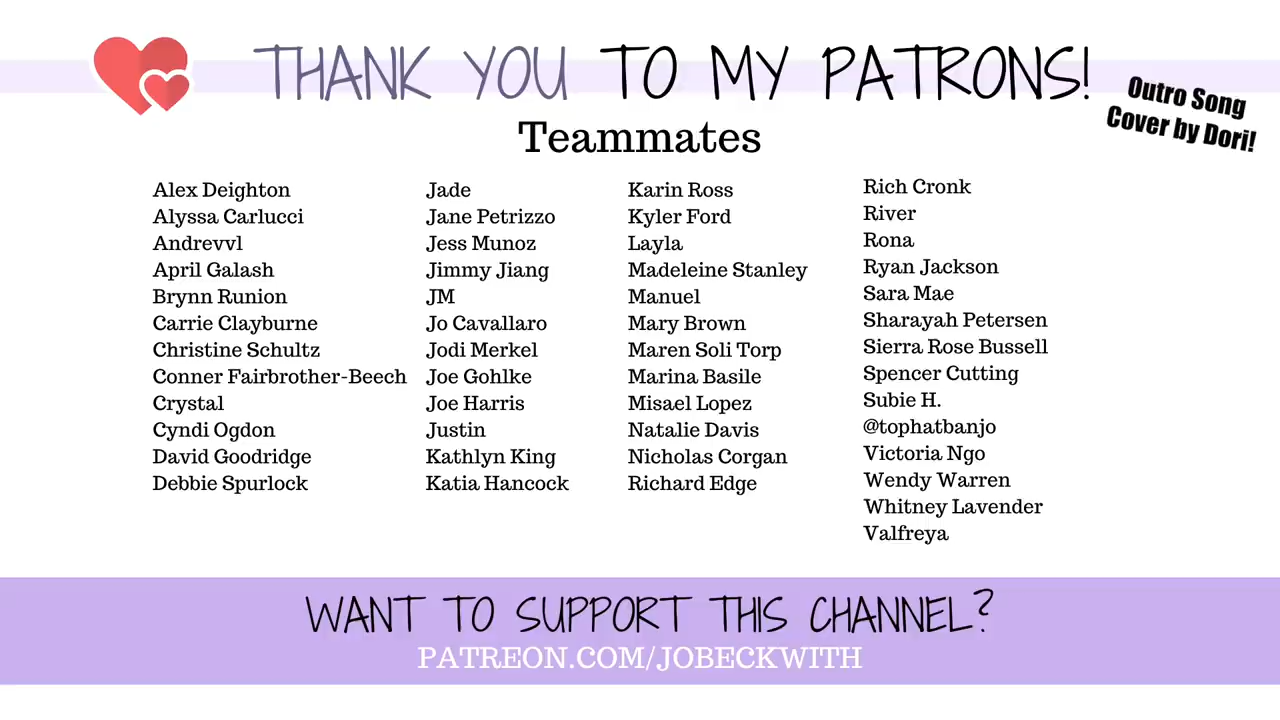 THANK YOU TO MY PATRONS!
Outro Song
Cover by Dori!
Teammates
Alex Deighton
Alyssa Carlucci
Andrevvl
April Galash
Brynn Runion
Carrie Clayburne
Christine Schultz
Conner Fairbrother-Beech
Crystal
Cyndi Ogdon
David Goodridge
Debbie Spurlock
Jade
Jane Petrizzo
Jess Munoz
Jimmy Jiang
JM
Jo Cavallaro
Jodi Merkel
Joe Gohlke
Joe Harris
Justin
Kathlyn King
Katia Hancock
Karin Ross
Kyler Ford
Layla
Madeleine Stanley
Manuel
Mary Brown
Maren Soli Torp
Marina Basile
Misael Lopez
Natalie Davis
Nicholas Corgan
Richard Edge
Rich Cronk
River
Rona
Ryan Jackson
Sara Mae
Sharayah Petersen
Sierra Rose Bussell
Spencer Cutting
Subie H.
@tophatbanjo
Victoria Ngo
Wendy Warren
Whitney Lavender
Valfreya
WANT TO SUPPORT THIS CHANNEL?
PATREON.COM/JOBECKWITH